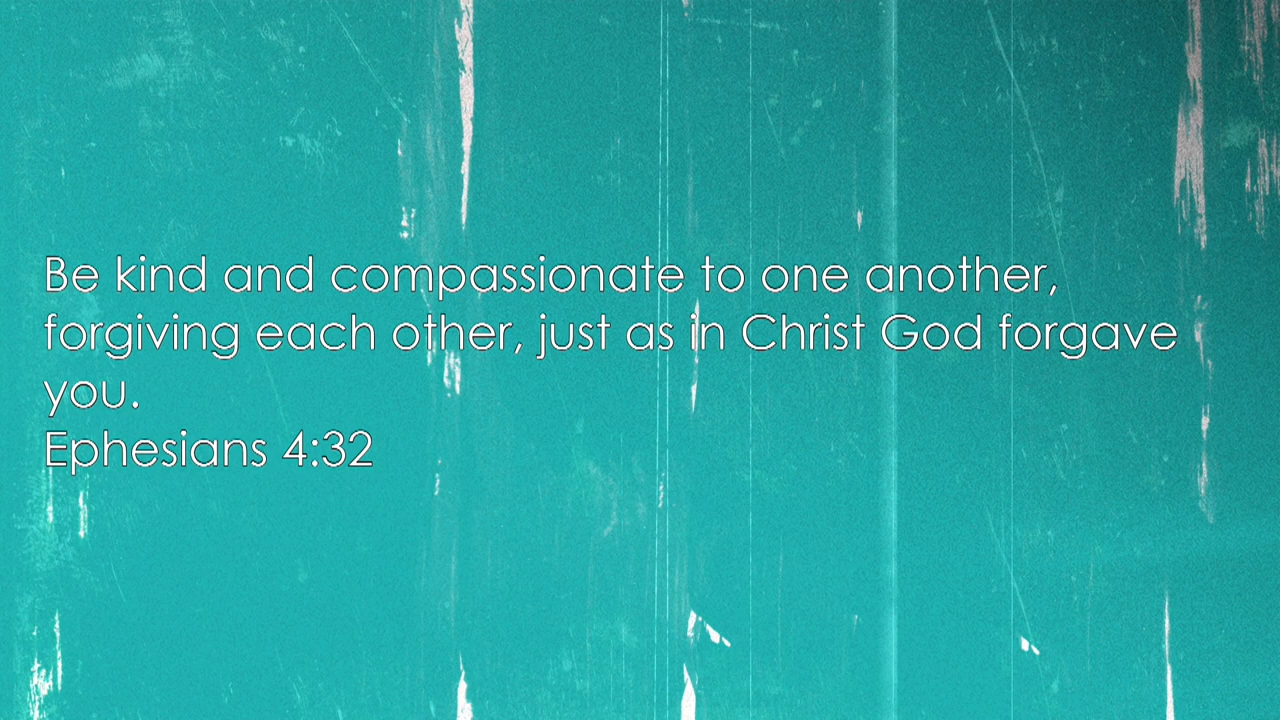 Be kind and compassionate to one another,
forgiving each other, just as in Christ God forgave
you.
Ephesians 4:32